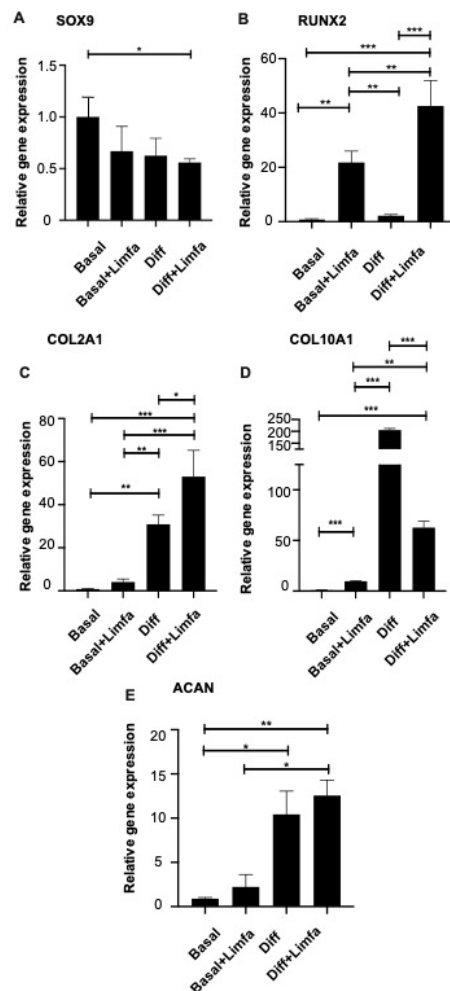 A SOX9
Relative gene expression
1.5
1.0
0.5
0
*
Basal
Basal+Limfa
Diff
Diff+Limfa
B RUNX2
Relative gene expression
60
40
20
0
***
***
**
**
**
Basal
Basal+Limfa
Diff
Diff+Limfa
COL2A1
C
Relative gene expression
80
60
40
20
0
*
***
***
**
**
Basal
Basal+Limfa
Diff
Diff+Limfa
COL10A1
D
Relative gene expression
250
200
150
100
50
0
***
**
***
***
***
Basal
Basal+Limfa
Diff
Diff+Limfa
E ACAN
Relative gene expression
20
15
10
5
0
**
*
*
Basal
Basal+Limfa
Diff
Diff+Limfa